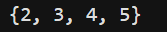 {2, 3, 4, 5}